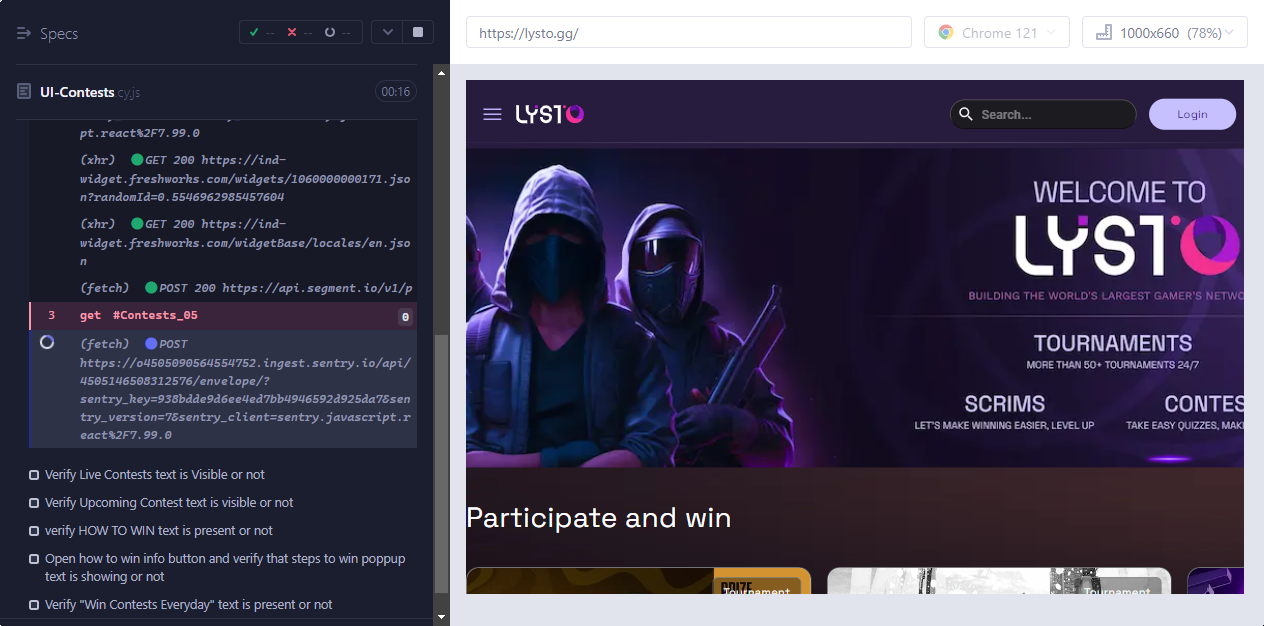 Specs
--
--
--
https://lysto.gg/
Chrome 121
1000x660 (78%)
UI-Contests.cy.js
00:16
pt.react%2F7.99.0
(xhr) GET 200 https://ind-
widget.freshworks.com/widgets/1060000000171.jso
n?randomId=0.5546962985457604
(xhr) GET 200 https://ind-
widget.freshworks.com/widgetBase/locales/en.jso
n
(fetch) POST 200 https://api.segment.io/v1/p
3 get #Contests_05 0
(fetch) POST
https://o4505090564554752.ingest.sentry.io/api/
4505146508312576/envelope/?
sentry_key=938bdde9d6ee4ed7bb4946592d925da7&sen
try_version=7&sentry_client=sentry.javascript.r
eact%2F7.99.0
Verify Live Contests text is Visible or not
Verify Upcoming Contest text is visible or not
verify HOW TO WIN text is present or not
Open how to win info button and verify that steps to win poppup
text is showing or not
Verify "Win Contests Everyday" text is present or not
LYSTO
Search...
Login
WELCOME TO
LYSTO
BUILDING THE WORLD'S LARGEST GAMER'S NETWO
TOURNAMENTS
MORE THAN 50+ TOURNAMENTS 24/7
SCRIMS
LET'S MAKE WINNING EASIER, LEVEL UP
CONTES
TAKE EASY QUIZZES, MAK
Participate and win
PRIZE
Tournament
Tournament